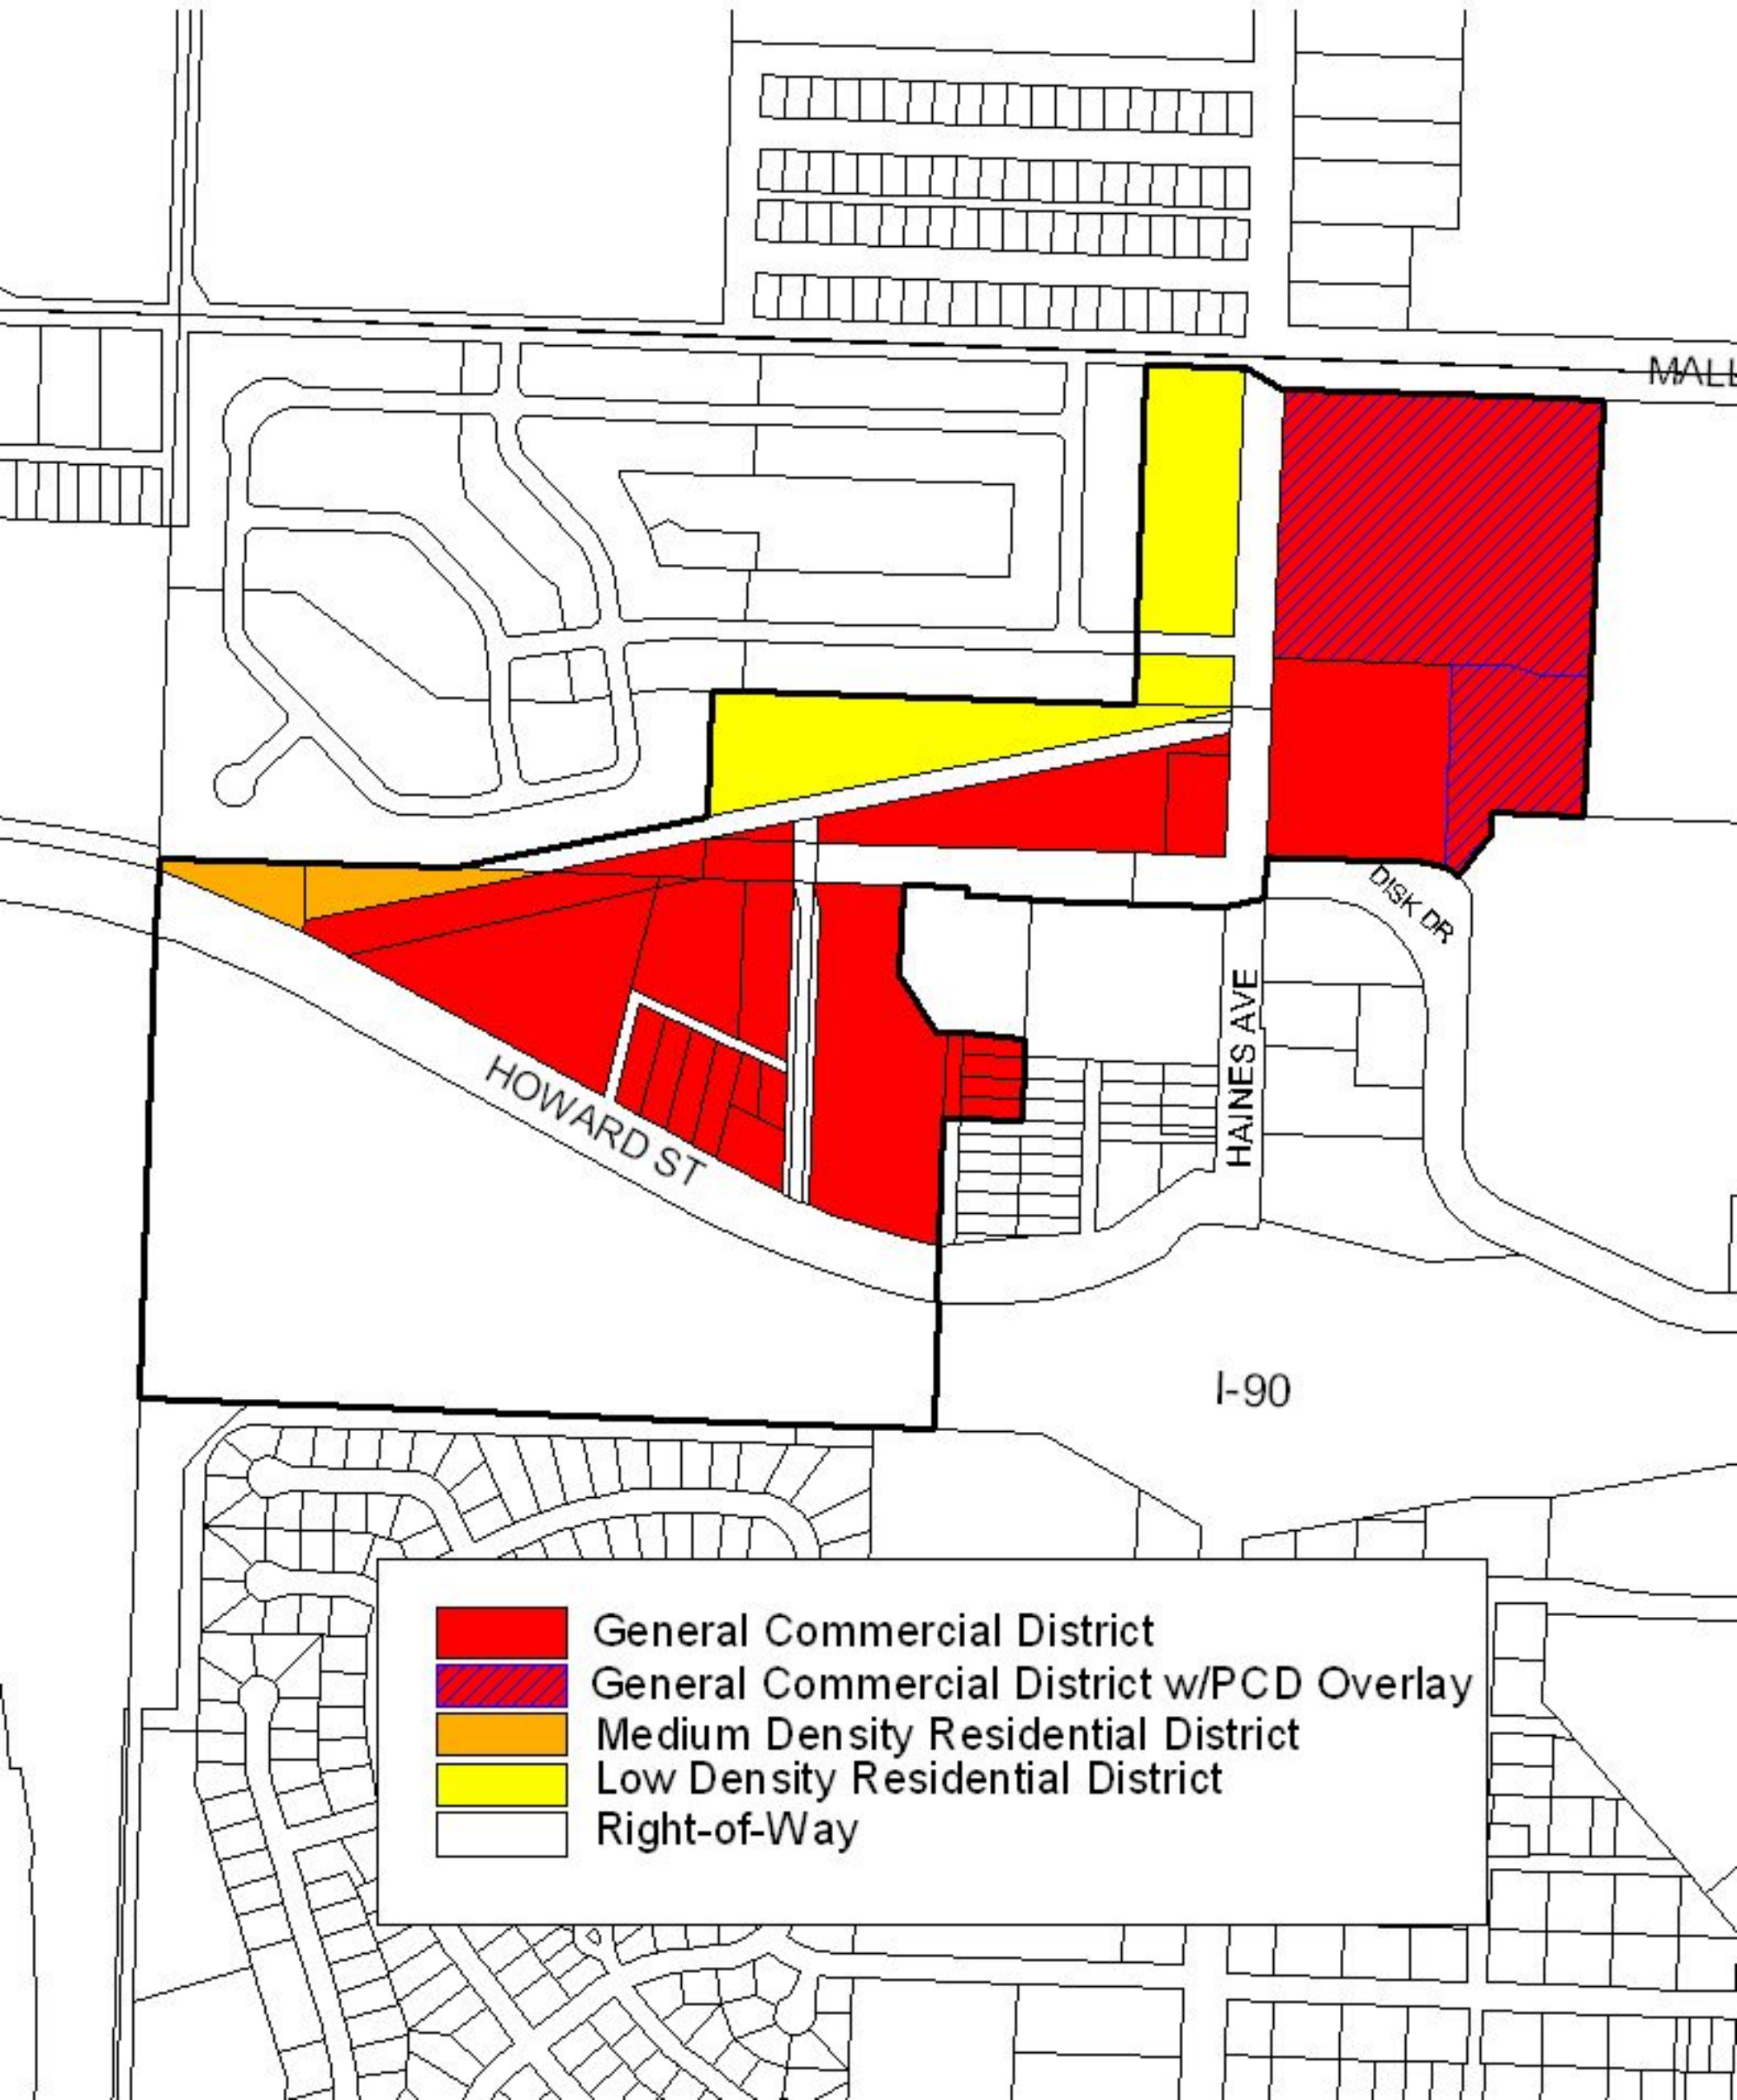 MALL
DISK DR
HAINES AVE
HOWARD ST
I-90
General Commercial District
General Commercial District w/PCD Overlay
Medium Density Residential District
Low Density Residential District
Right-of-Way